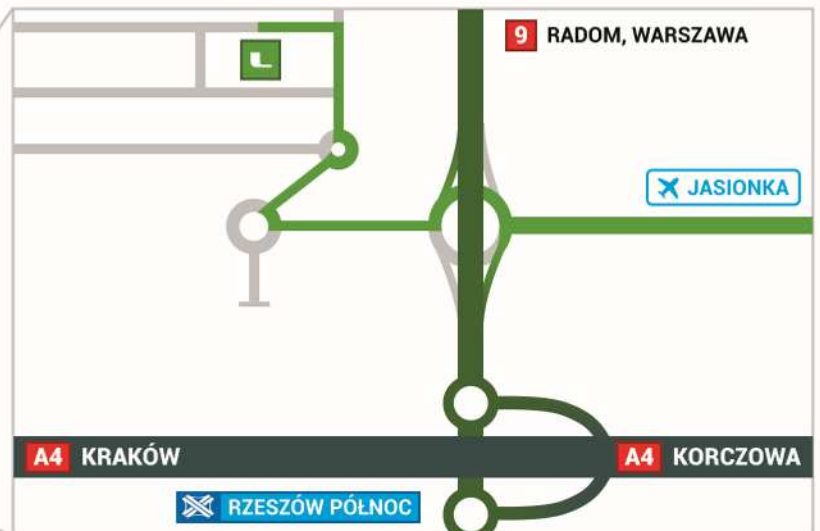 9 RADOM, WARSZAWA
JASIONKA
A4 KRAKÓW
A4 KORCZOWA
RZESZÓW PÓŁNOC